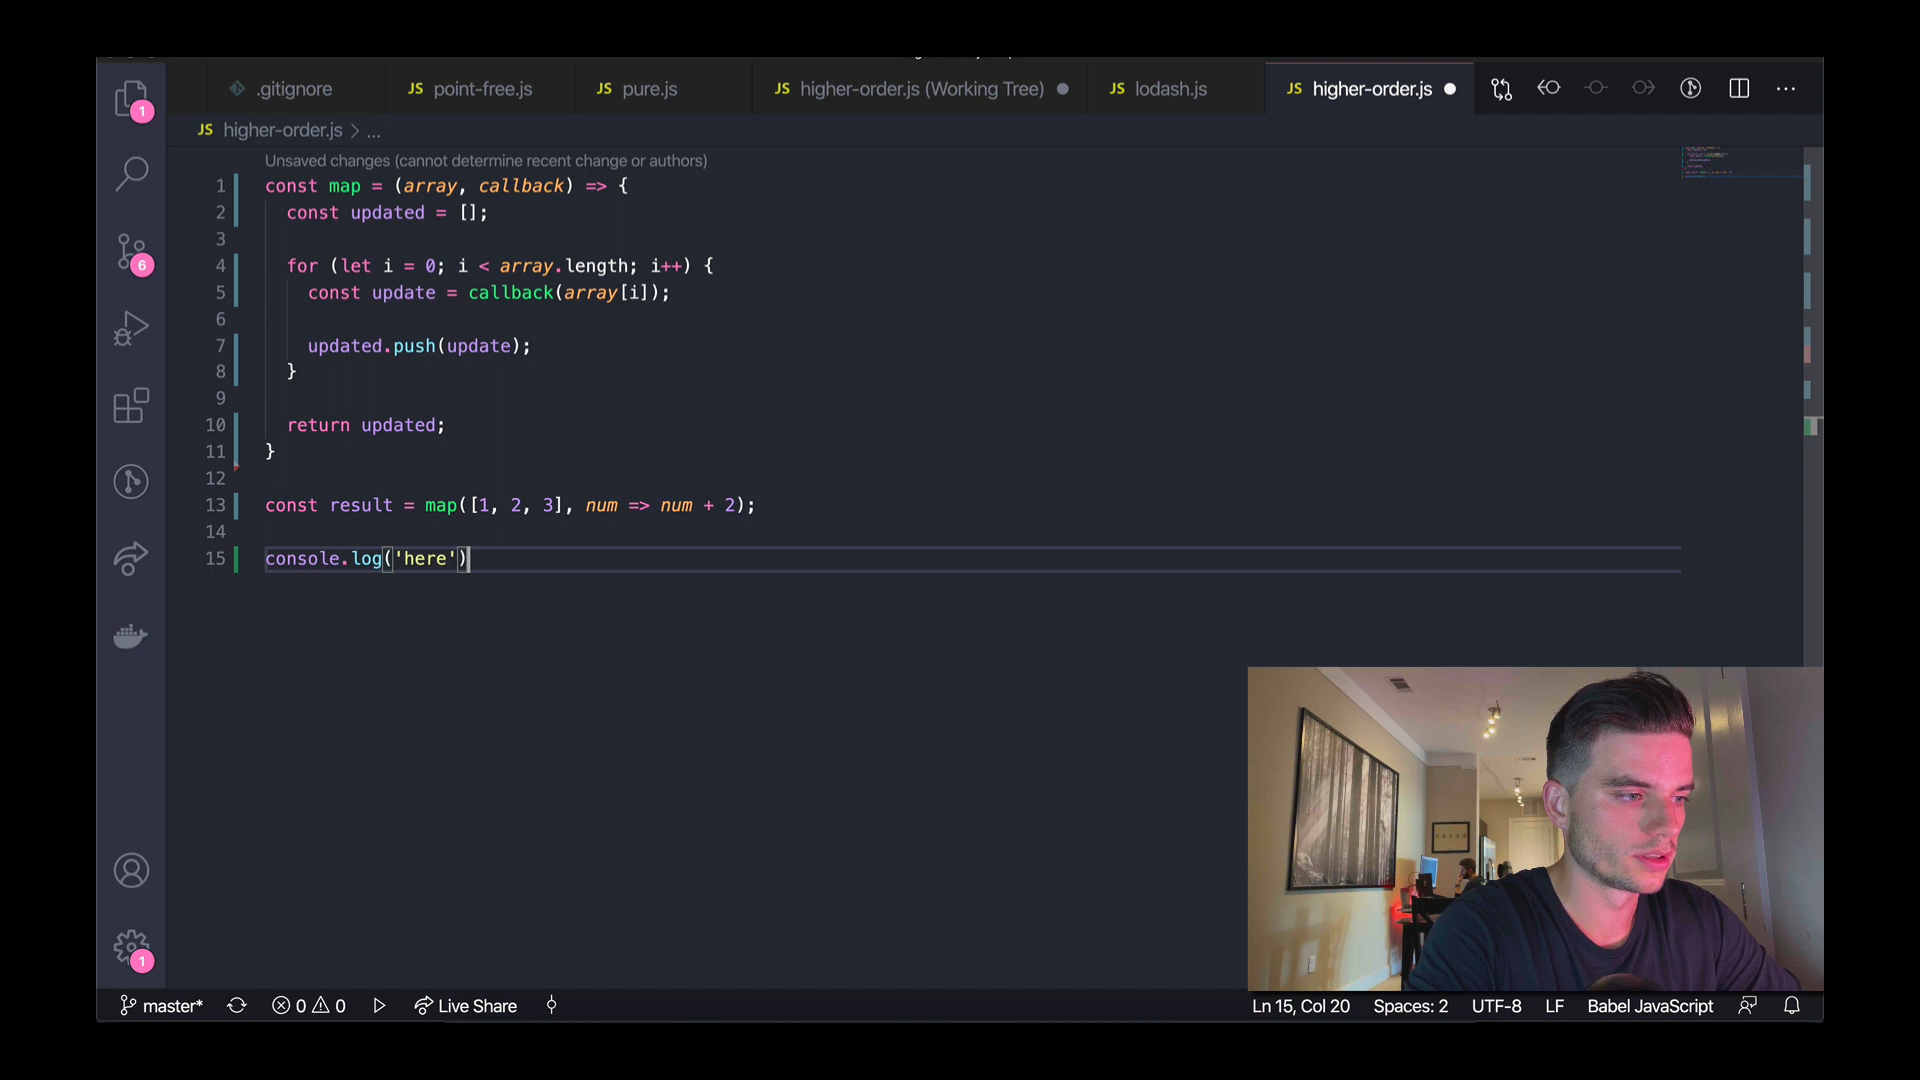 .gitignore
JS point-free.js
JS pure.js
JS higher-order.js (Working Tree)
JS lodash.js
JS higher-order.js
JS higher-order.js > ...
Unsaved changes (cannot determine recent change or authors)
1 const map = (array, callback) => {
2 const updated = [];
3
4 for (let i = 0; i < array.length; i++) {
5 const update = callback(array[i]);
6
7 updated.push(update);
8 }
9
10 return updated;
11 }
12
13 const result = map([1, 2, 3], num => num + 2);
14
15 console.log('here')
1
6
1
master* 0 0 Live Share
Ln 15, Col 20 Spaces: 2 UTF-8 LF Babel JavaScript